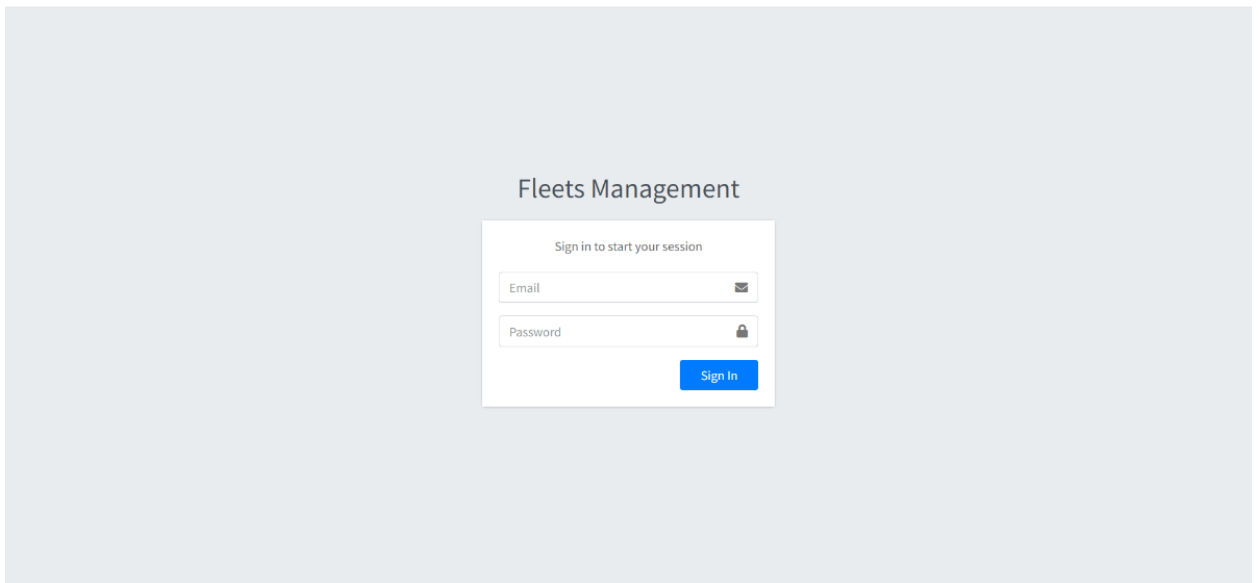 Fleets Management
Sign in to start your session
Email
Password
Sign In